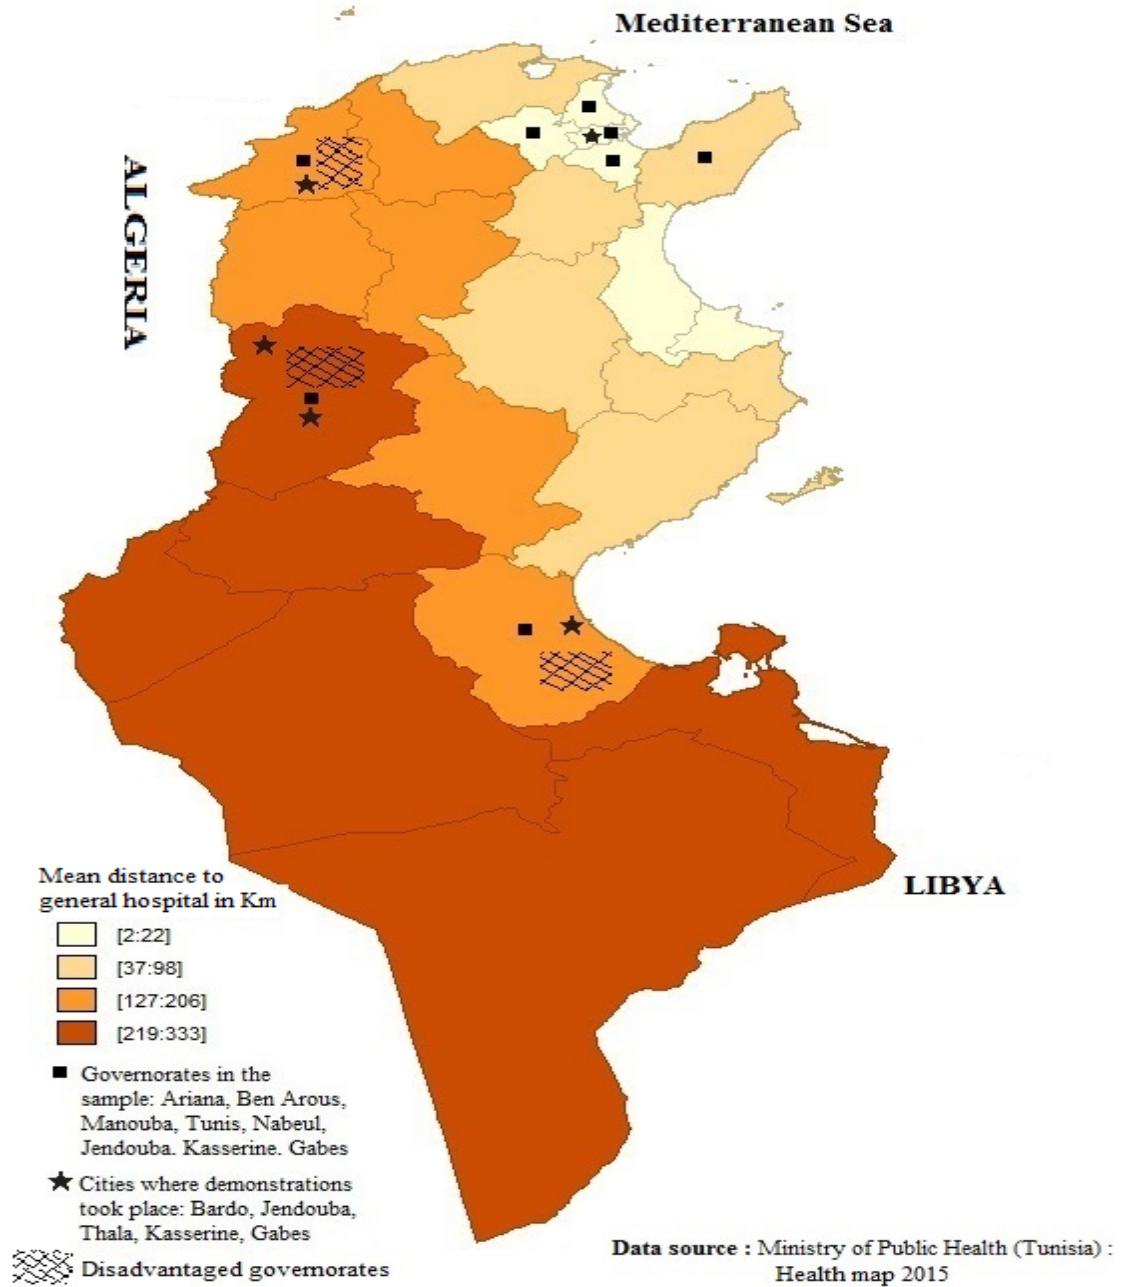 Mediterranean Sea
ALGERIA
LIBYA
Mean distance to
general hospital in Km
[2:22]
[37:98]
[127:206]
[219:333]
Governorates in the
sample: Ariana, Ben Arous,
Manouba, Tunis, Nabeul,
Jendouba. Kasserine. Gabes
Cities where demonstrations
took place: Bardo, Jendouba,
Thala, Kasserine, Gabes
Disadvantaged governorates
Data source : Ministry of Public Health (Tunisia) :
Health map 2015